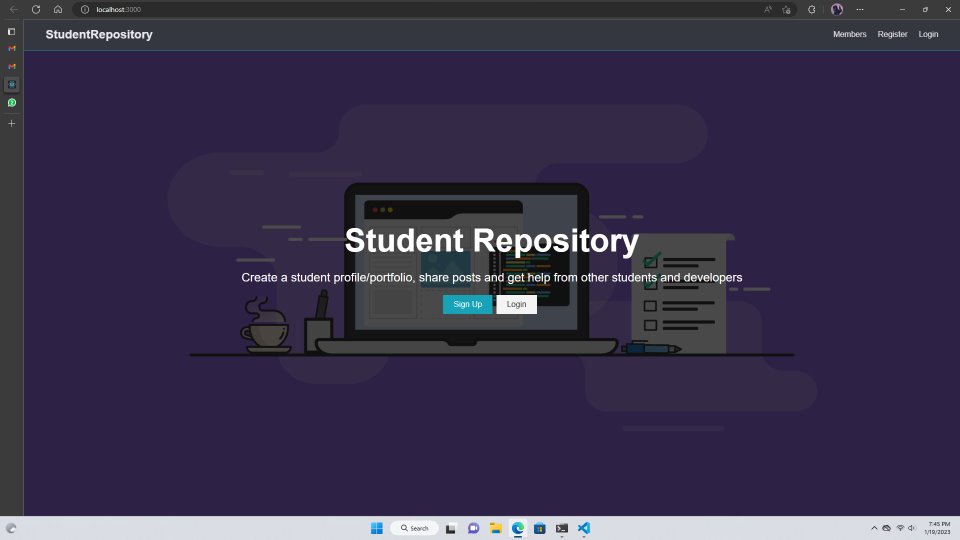 localhost:3000
StudentRepository
Members Register Login
Student Repository
Create a student profile/portfolio, share posts and get help from other students and developers
Sign Up Login
Search
7:45 PM
1/19/2023